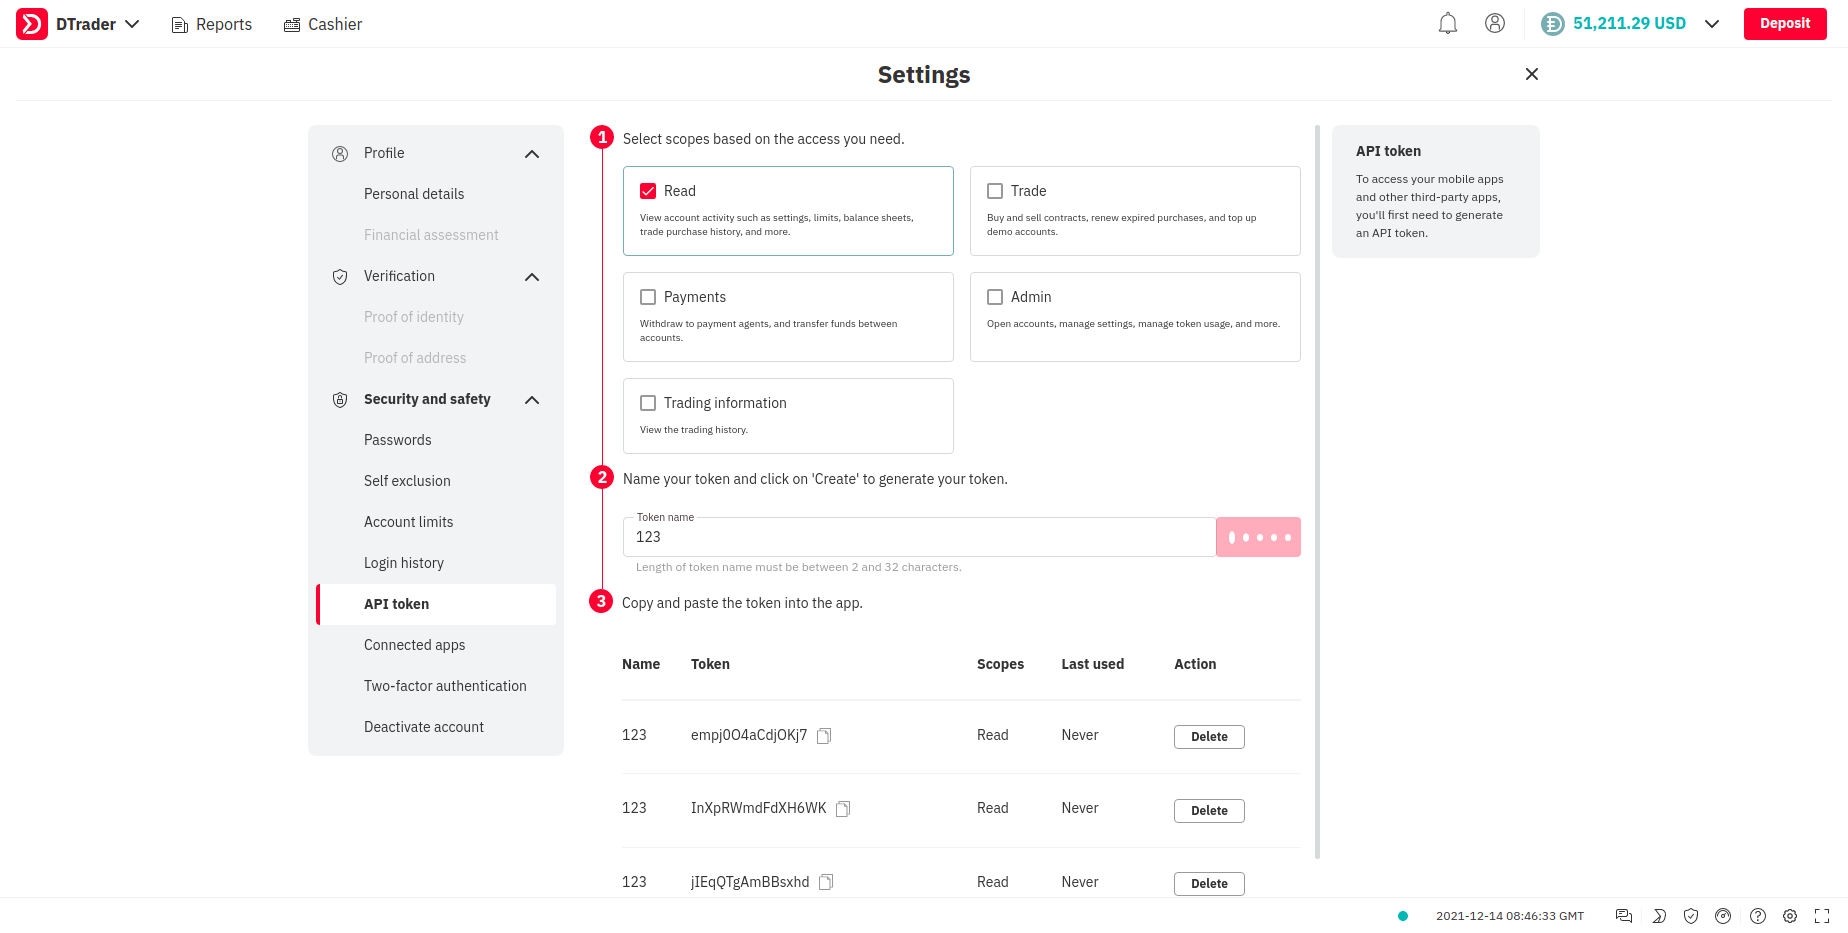 DTrader
Reports
Cashier
51,211.29 USD
Deposit
Settings
Profile
Personal details
Financial assessment
Verification
Proof of identity
Proof of address
Security and safety
Passwords
Self exclusion
Account limits
Login history
API token
Connected apps
Two-factor authentication
Deactivate account
1
Select scopes based on the access you need.
Read
View account activity such as settings, limits, balance sheets,
trade purchase history, and more.
Trade
Buy and sell contracts, renew expired purchases, and top up
demo accounts.
Payments
Withdraw to payment agents, and transfer funds between
accounts.
Admin
Open accounts, manage settings, manage token usage, and more.
Trading information
View the trading history.
2
Name your token and click on 'Create' to generate your token.
Token name
123
Length of token name must be between 2 and 32 characters.
3
Copy and paste the token into the app.
Name Token Scopes Last used Action
123 empj0O4aCdjOKj7 Read Never Delete
123 InXpRWmdFdXH6WK Read Never Delete
123 jIEqQTgAmBBsxhd Read Never Delete
API token
To access your mobile apps
and other third-party apps,
you'll first need to generate
an API token.
2021-12-14 08:46:33 GMT